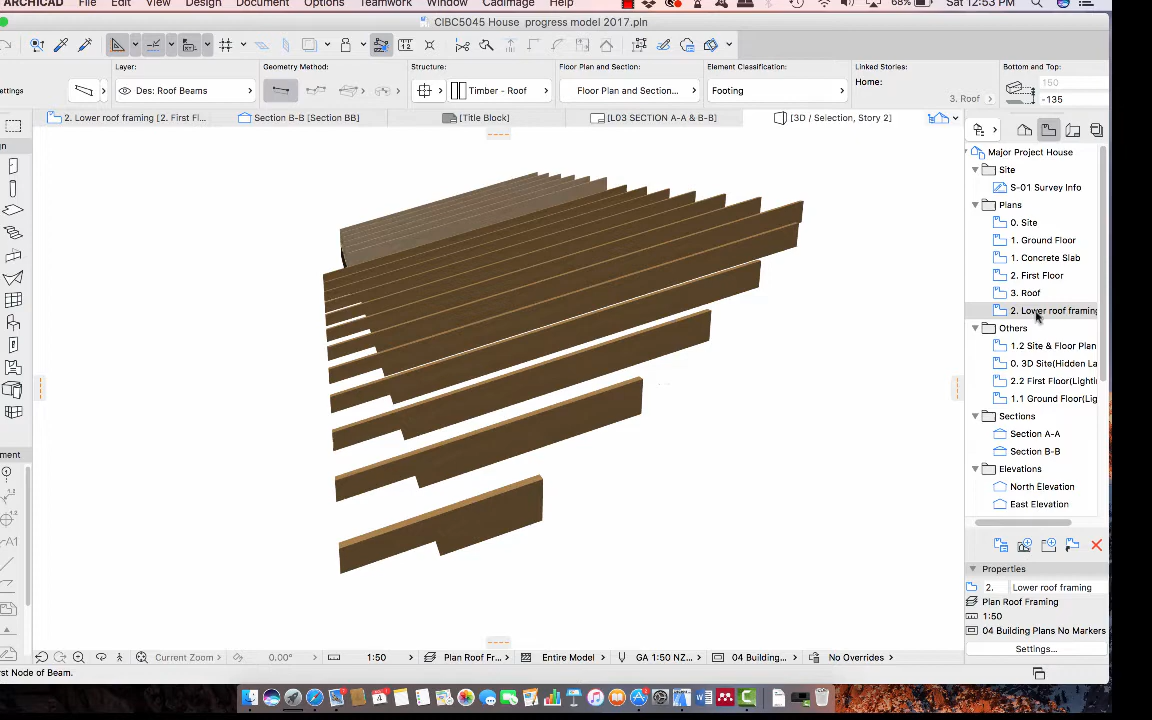 ARCHICAD File Edit View Design Document Options Teamwork Window Cadimage Help 68% Sat 12:53 PM
CIBC5045 House progress model 2017.pln
ettings
Layer:
Des: Roof Beams
Geometry Method:
Structure:
Timber - Roof
Floor Plan and Section:
Floor Plan and Section...
Element Classification:
Footing
Linked Stories:
Home:
3. Roof
Bottom and Top:
150
-135
2. Lower roof framing [2. First Fl...
Section B-B [Section BB]
[Title Block]
[L03 SECTION A-A & B-B]
[3D / Selection, Story 2]
gn
ment
1.2
A1
Major Project House
Site
S-01 Survey Info
Plans
0. Site
1. Ground Floor
1. Concrete Slab
2. First Floor
3. Roof
2. Lower roof framing
Others
1.2 Site & Floor Plan
0. 3D Site(Hidden La
2.2 First Floor(Lighti
1.1 Ground Floor(Lig
Sections
Section A-A
Section B-B
Elevations
North Elevation
East Elevation
Properties
2. Lower roof framing
Plan Roof Framing
1:50
04 Building Plans No Markers
Settings...
Current Zoom
0.00°
1:50
Plan Roof Fr...
Entire Model
GA 1:50 NZ...
04 Building...
No Overrides
rst Node of Beam.